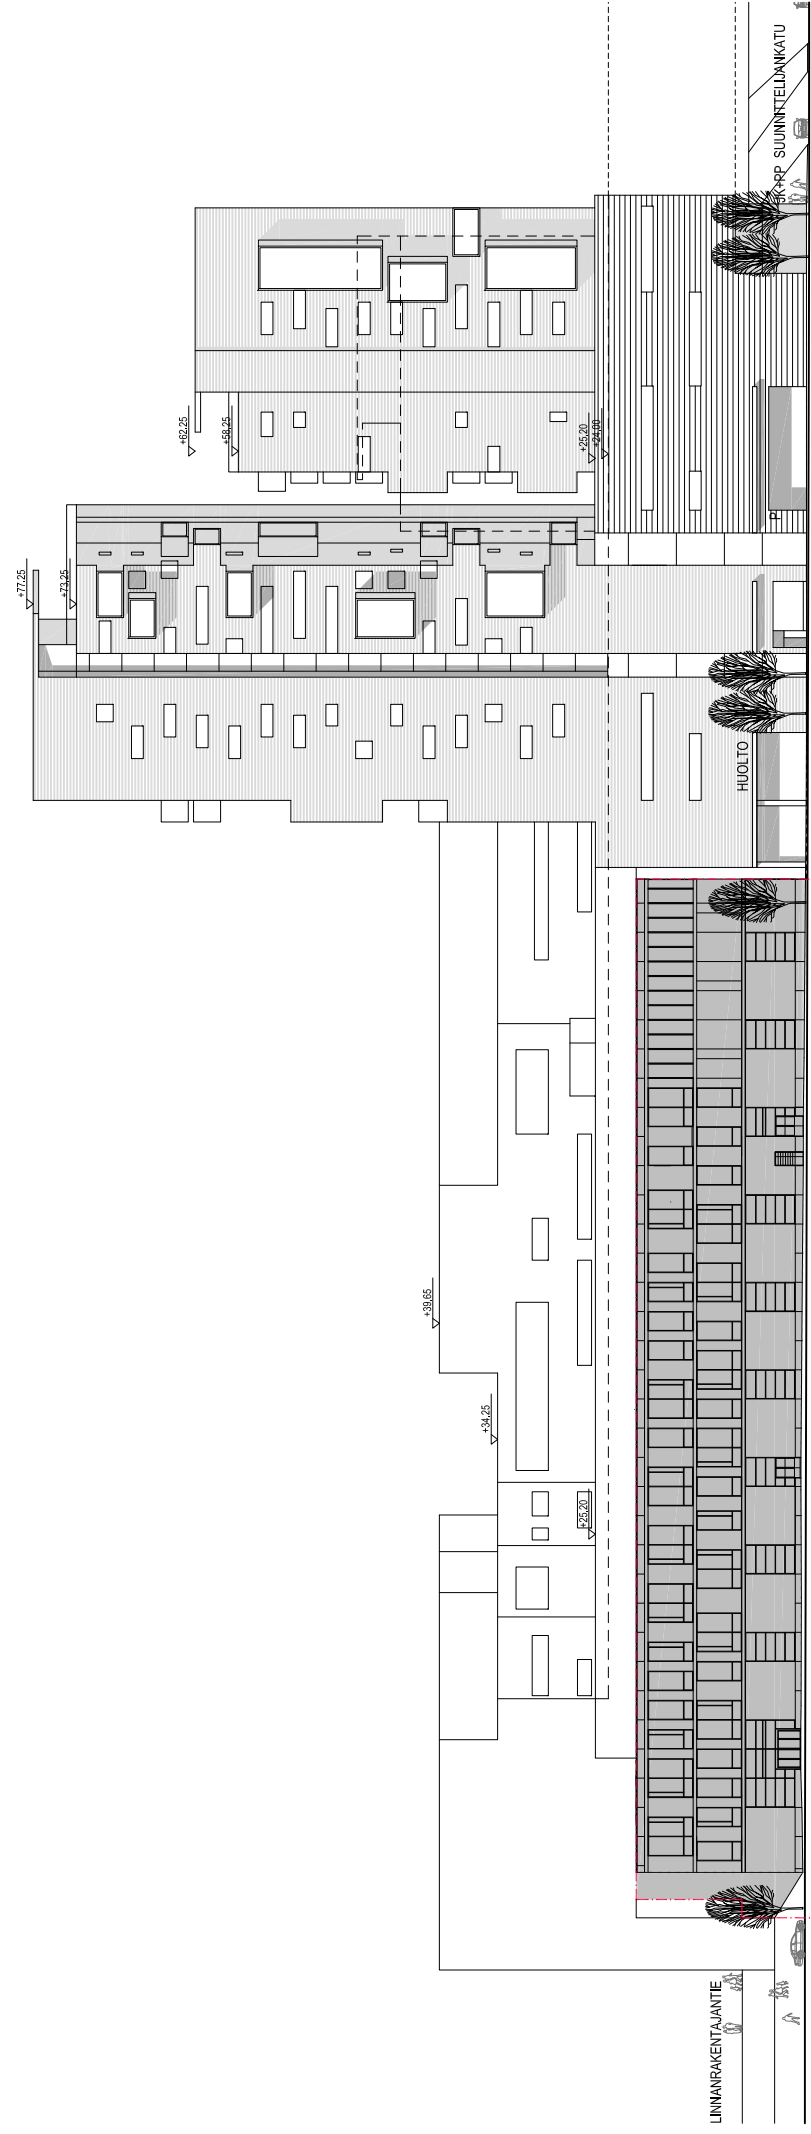 LINNANRAKENTAJANTIE
+39,65
+34,25
+25,20
HUOLTO
+77,25
+73,25
+62,25
+58,25
+25,20
+24,00
P
JK+PP SUUNNITTELIJANKATU